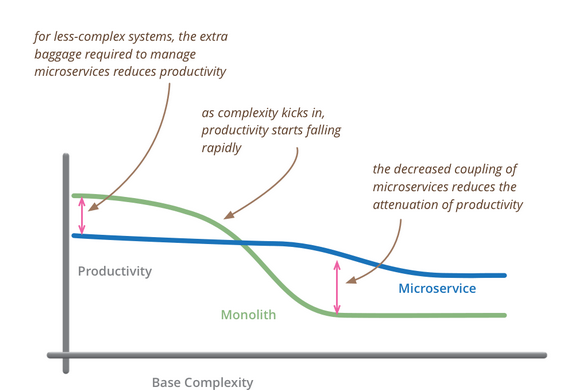 for less-complex systems, the extra
baggage required to manage
microservices reduces productivity
as complexity kicks in,
productivity starts falling
rapidly
the decreased coupling of
microservices reduces the
attenuation of productivity
Productivity
Microservice
Monolith
Base Complexity